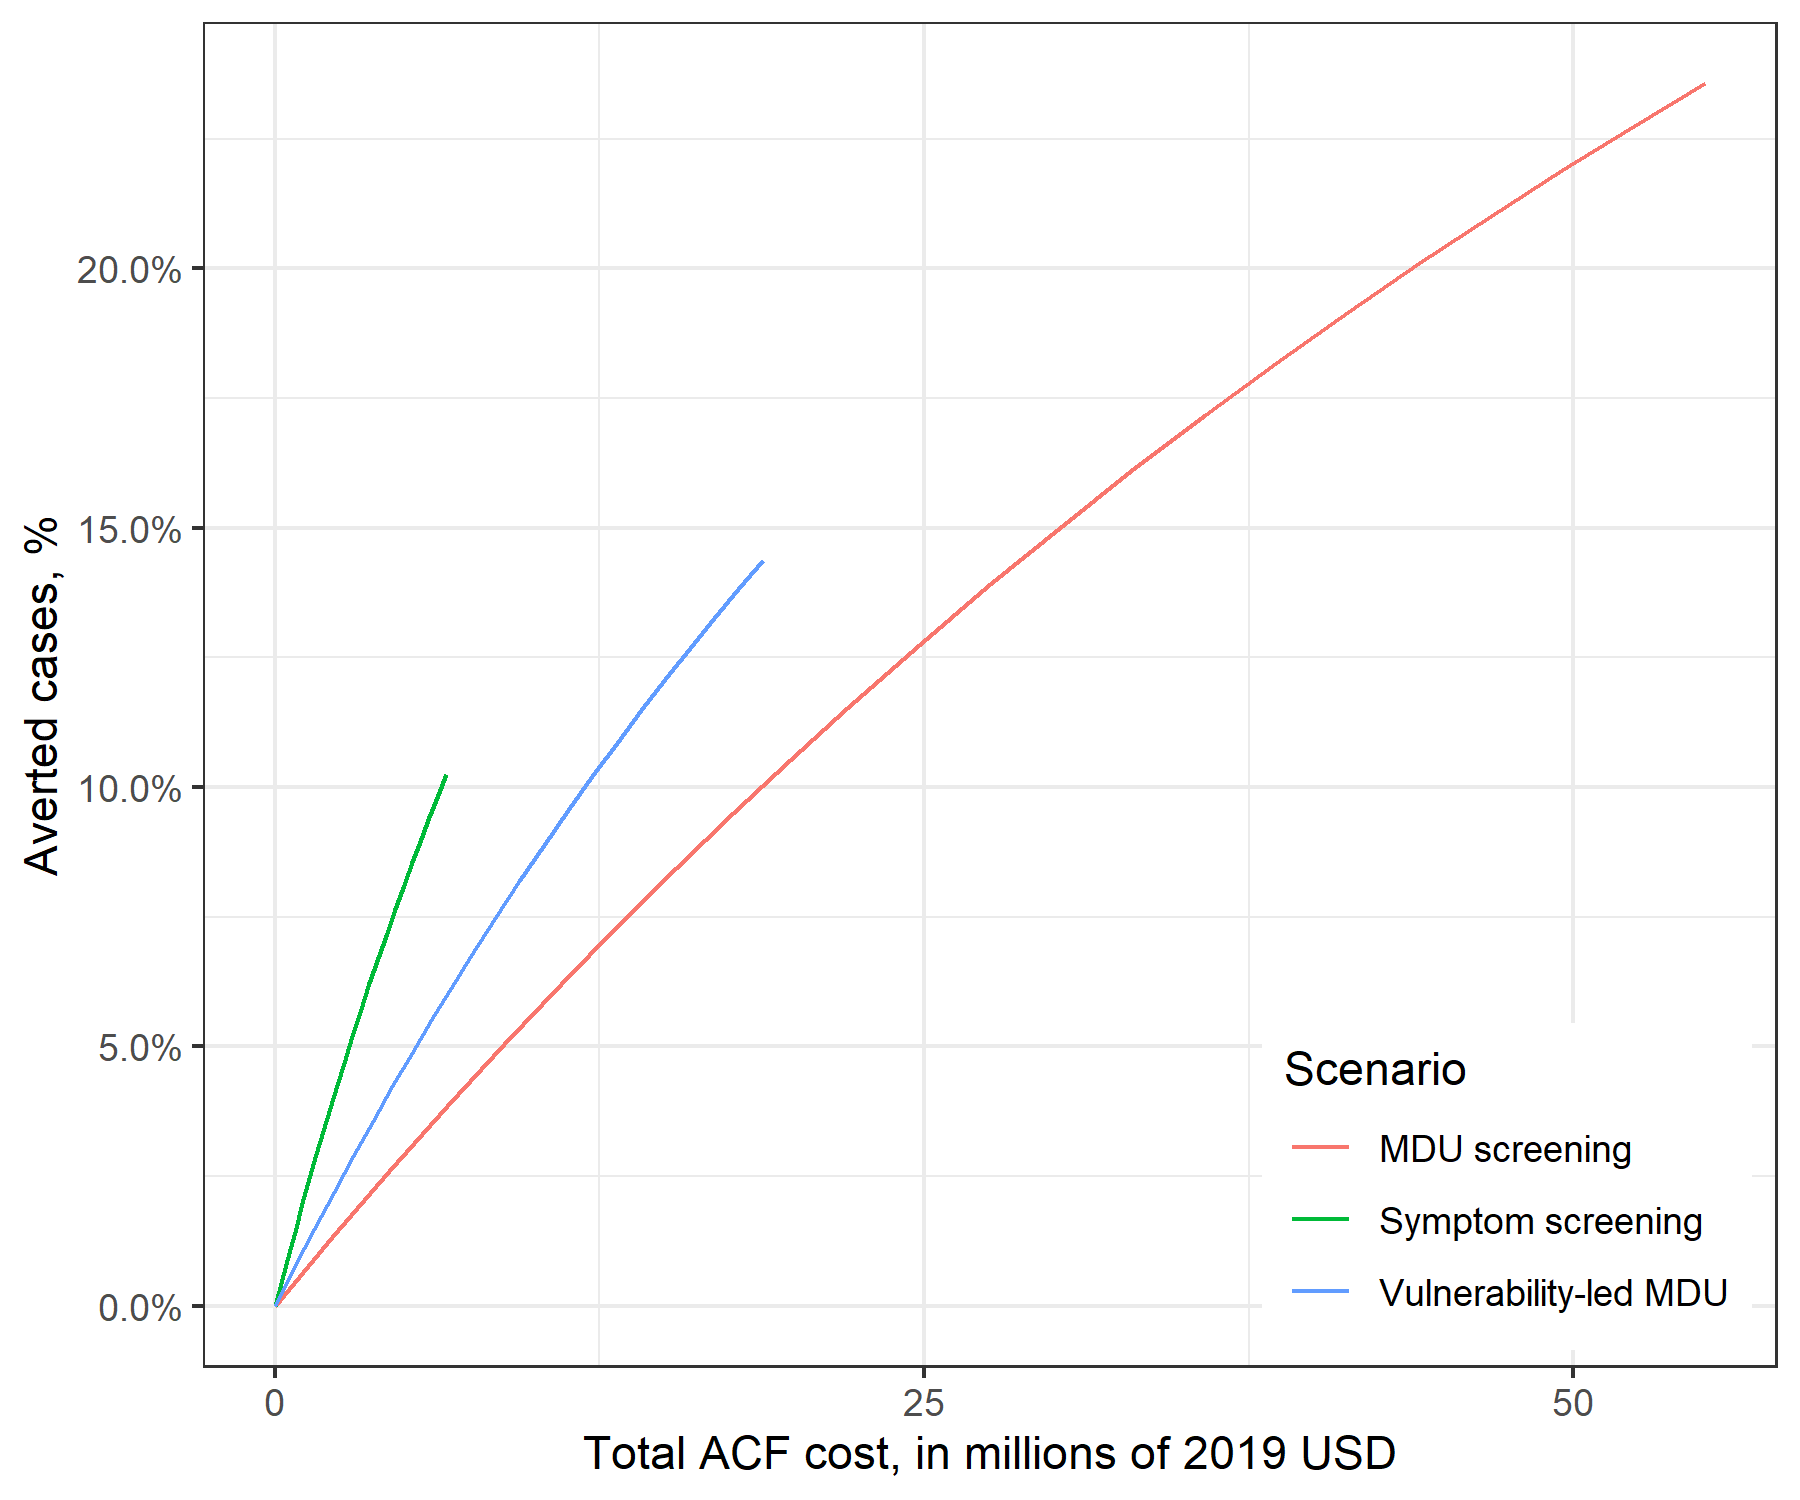 Averted cases, %
20.0%
15.0%
10.0%
5.0%
0.0%
Scenario
MDU screening
Symptom screening
Vulnerability-led MDU
0
25
50
Total ACF cost, in millions of 2019 USD